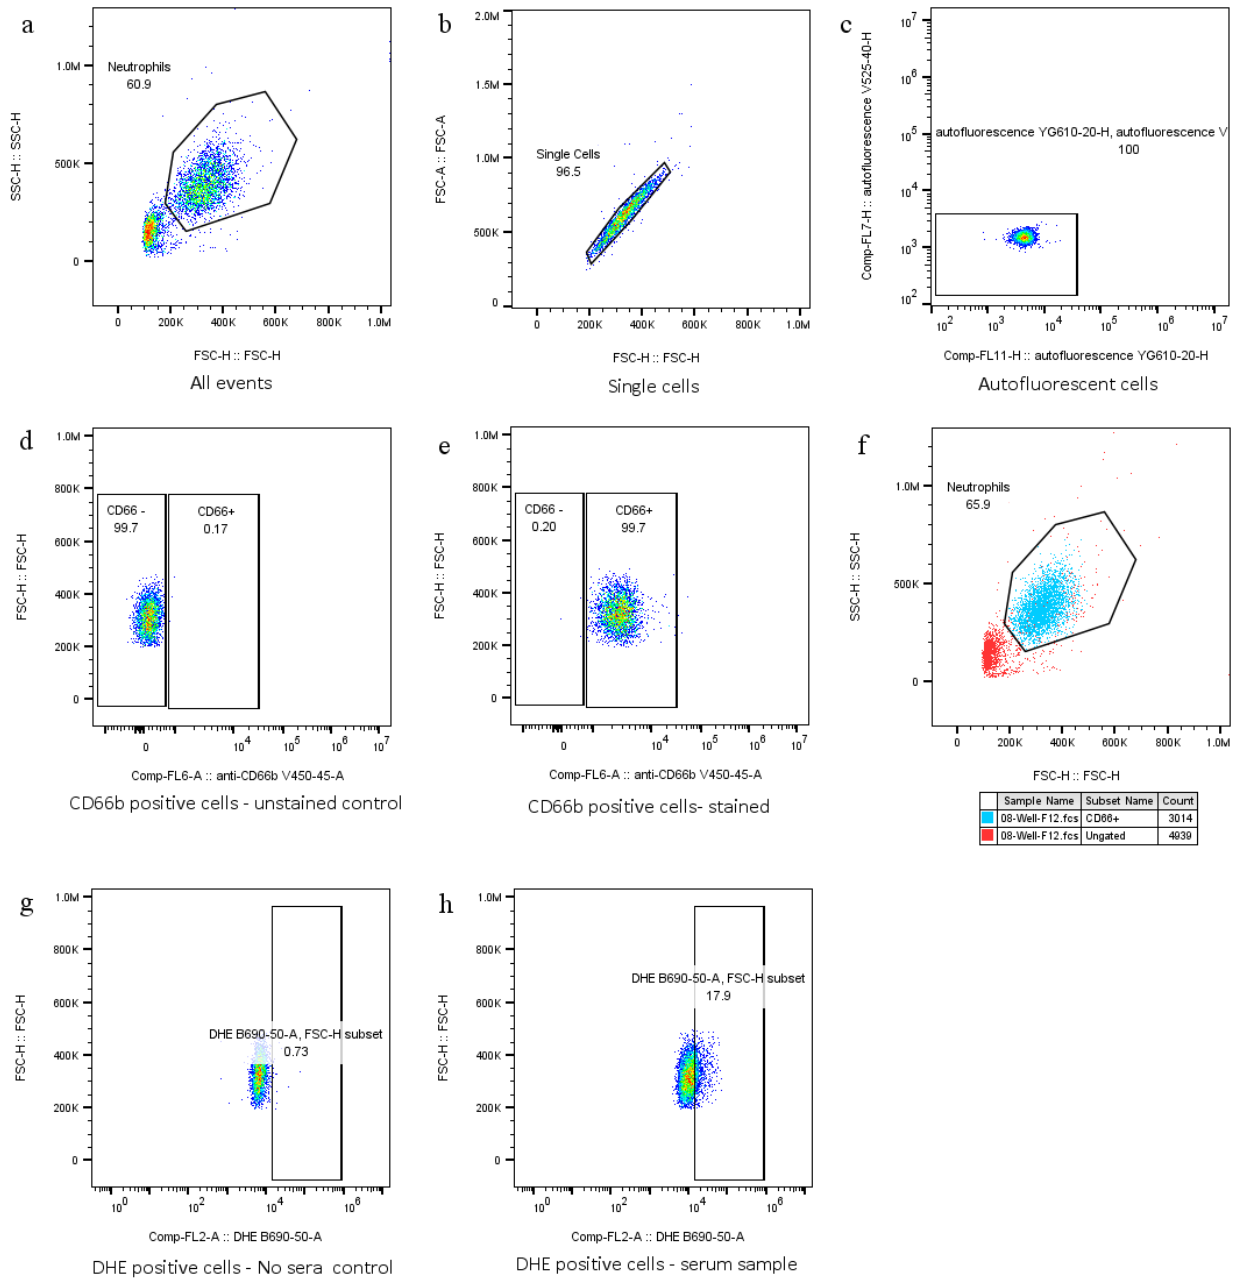 a
Neutrophils
60.9
1.0M
500K
0
SSC-H :: SSC-H
0 200K 400K 600K 800K 1.0M
FSC-H :: FSC-H
All events
b
2.0M
1.5M
1.0M
500K
0
FSC-A :: FSC-A
Single Cells
96.5
0 200K 400K 600K 800K 1.0M
FSC-H :: FSC-H
Single cells
c
10^7
10^6
10^5
10^4
10^3
10^2
Comp-FL7-H :: autofluorescence V525-40-H
autofluorescence YG610-20-H, autofluorescence V
100
10^2 10^3 10^4 10^5 10^6 10^7
Comp-FL11-H :: autofluorescence YG610-20-H
Autofluorescent cells
d
1.0M
800K
600K
400K
200K
0
FSC-H :: FSC-H
CD66 -
99.7
CD66+
0.17
0 10^4 10^5 10^6 10^7
Comp-FL6-A :: anti-CD66b V450-45-A
CD66b positive cells - unstained control
e
1.0M
800K
600K
400K
200K
0
FSC-H :: FSC-H
CD66 -
0.20
CD66+
99.7
0 10^4 10^5 10^6 10^7
Comp-FL6-A :: anti-CD66b V450-45-A
CD66b positive cells- stained
f
Neutrophils
65.9
1.0M
500K
0
SSC-H :: SSC-H
0 200K 400K 600K 800K 1.0M
FSC-H :: FSC-H
Sample Name Subset Name Count
08-Well-F12.fcs CD66+ 3014
08-Well-F12.fcs Ungated 4939
g
1.0M
800K
600K
400K
200K
0
FSC-H :: FSC-H
DHE B690-50-A, FSC-H subset
0.73
10^0 10^2 10^4 10^6
Comp-FL2-A :: DHE B690-50-A
DHE positive cells - No sera control
h
1.0M
800K
600K
400K
200K
0
FSC-H :: FSC-H
DHE B690-50-A, FSC-H subset
17.9
10^0 10^2 10^4 10^6
Comp-FL2-A :: DHE B690-50-A
DHE positive cells - serum sample